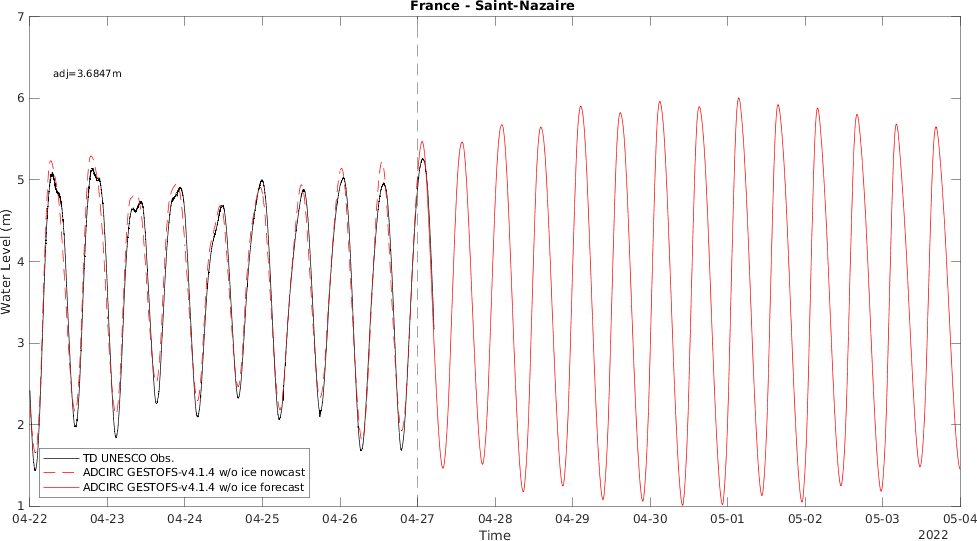 France - Saint-Nazaire
7
adj=3.6847m
6
5
4
3
2
1
Water Level (m)
TD UNESCO Obs.
ADCIRC GESTOFS-v4.1.4 w/o ice nowcast
ADCIRC GESTOFS-v4.1.4 w/o ice forecast
04-22 04-23 04-24 04-25 04-26 04-27 04-28 04-29 04-30 05-01 05-02 05-03 05-04
Time
2022